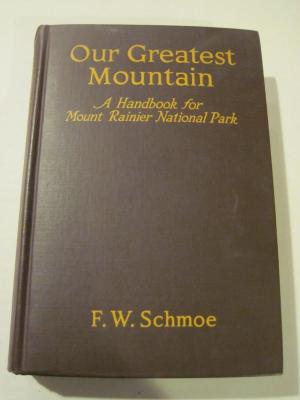 Our Greatest
Mountain
A Handbook for
Mount Rainier National Park
F. W. Schmoe